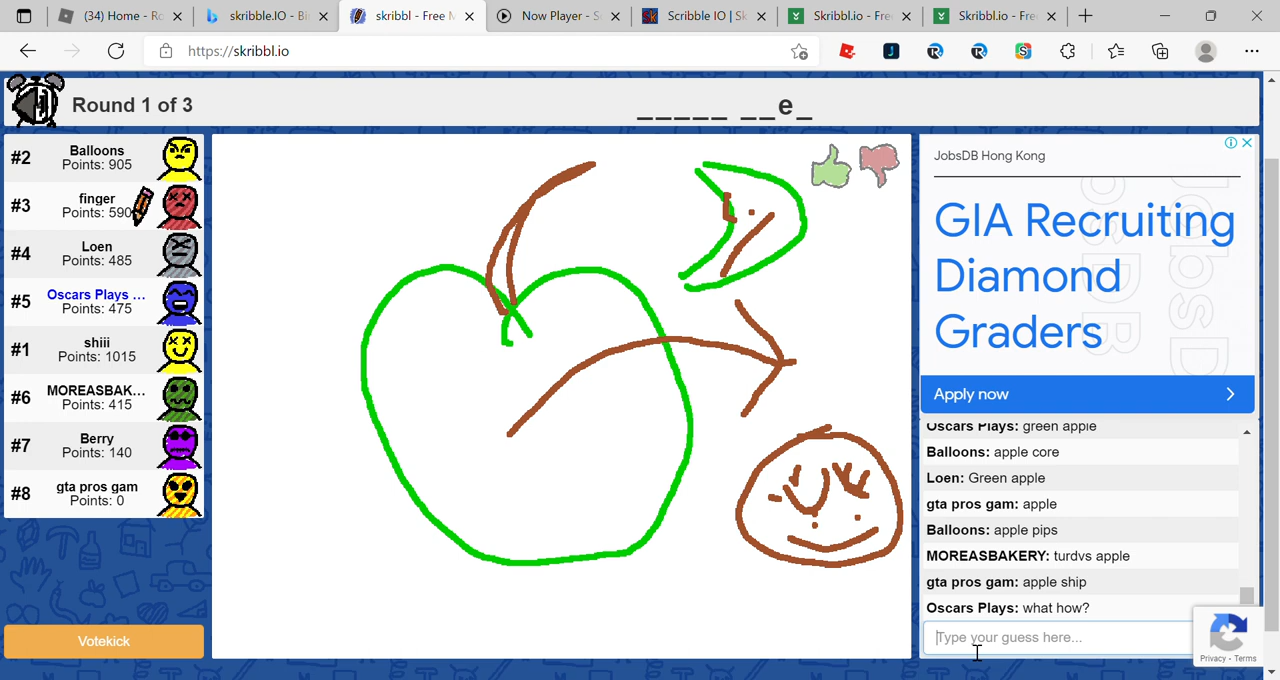 (34) Home - Ro
skribble.IO - Bi
skribbl - Free M
Now Player - S
Scribble IO | Sk
Skribbl.io - Fre
Skribbl.io - Fre
https://skribbl.io
Round 1 of 3
_____ __e_
#2 Balloons
Points: 905
#3 finger
Points: 590
#4 Loen
Points: 485
#5 Oscars Plays ...
Points: 475
#1 shiii
Points: 1015
#6 MOREASBAK...
Points: 415
#7 Berry
Points: 140
#8 gta pros gam
Points: 0
Votekick
JobsDB Hong Kong
GIA Recruiting
Diamond
Graders
Apply now
Oscars Plays: green apple
Balloons: apple core
Loen: Green apple
gta pros gam: apple
Balloons: apple pips
MOREASBAKERY: turdvs apple
gta pros gam: apple ship
Oscars Plays: what how?
Type your guess here...
Privacy - Terms